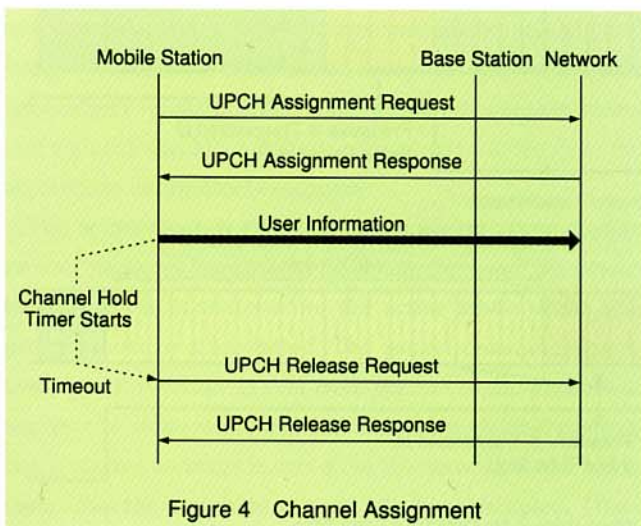 Mobile Station Base Station Network
UPCH Assignment Request
UPCH Assignment Response
User Information
Channel Hold
Timer Starts
UPCH Release Request
Timeout
UPCH Release Response
Figure 4 Channel Assignment